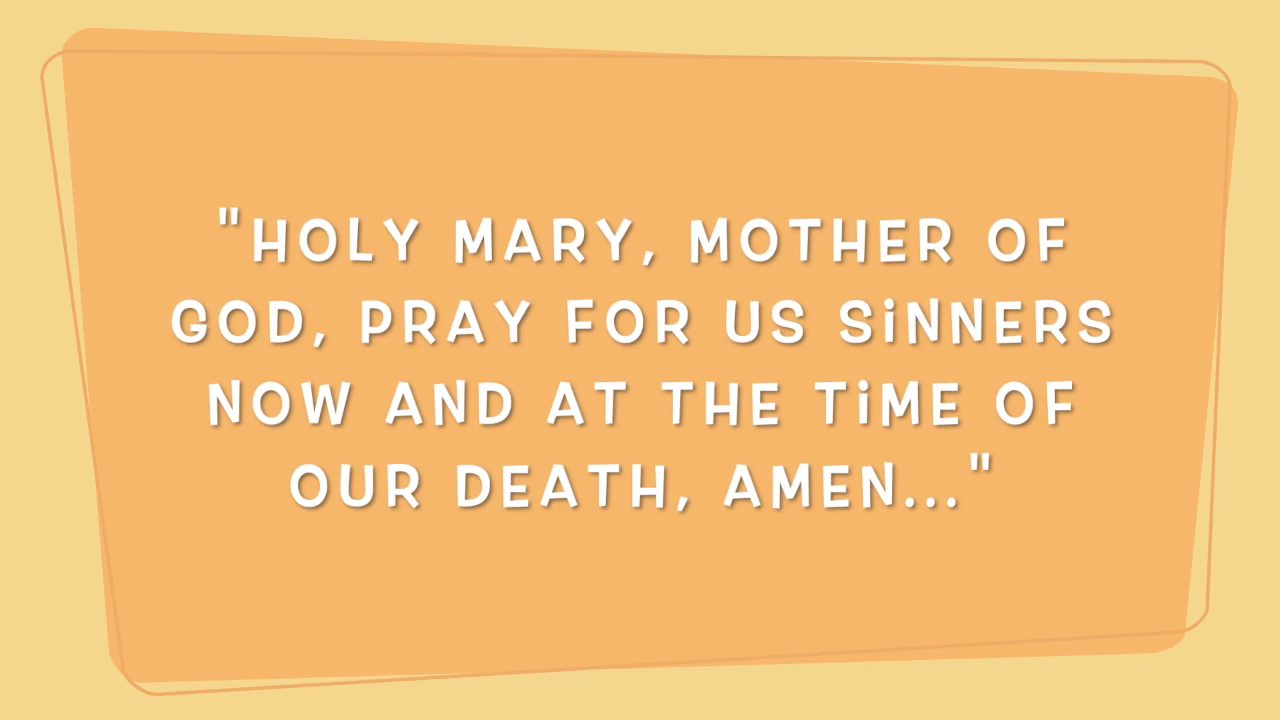 "HOLY MARY, MOTHER OF
GOD, PRAY FOR US SiNNERS
NOW AND AT THE TiME OF
OUR DEATH, AMEN..."